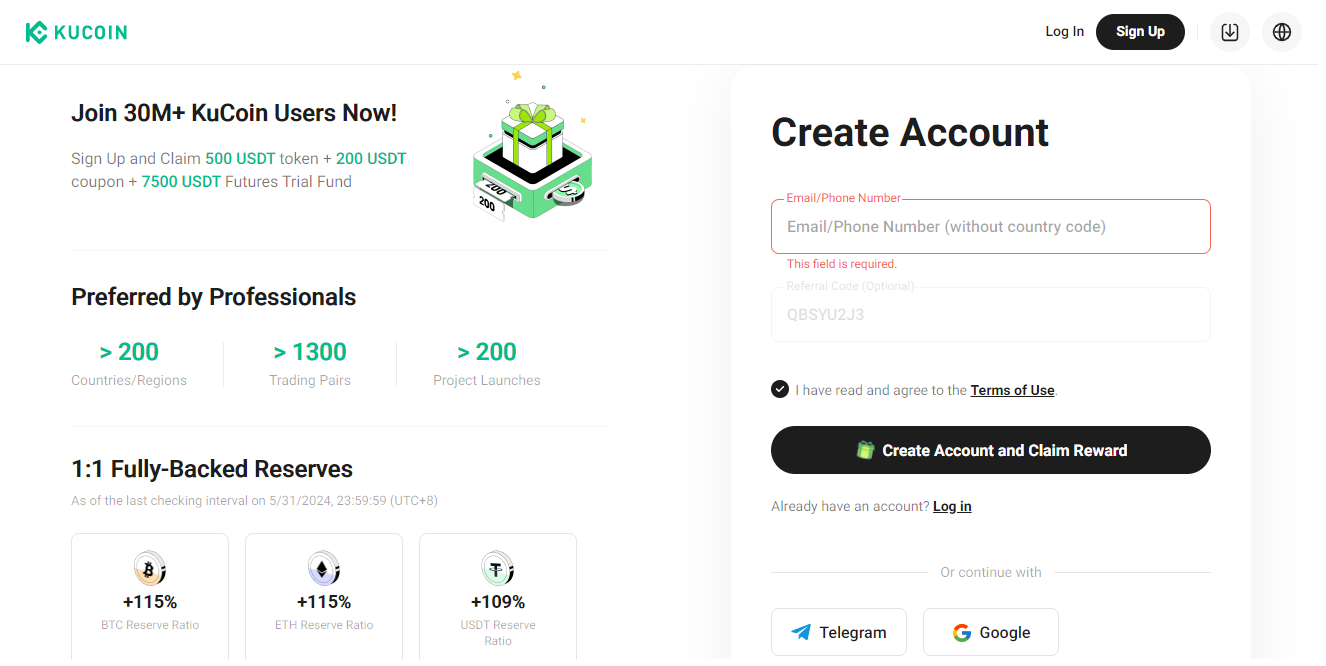 KUCOIN
Log In
Sign Up
Join 30M+ KuCoin Users Now!
Sign Up and Claim 500 USDT token + 200 USDT
coupon + 7500 USDT Futures Trial Fund
200
200
Preferred by Professionals
> 200
Countries/Regions
> 1300
Trading Pairs
> 200
Project Launches
1:1 Fully-Backed Reserves
As of the last checking interval on 5/31/2024, 23:59:59 (UTC+8)
+115%
BTC Reserve Ratio
+115%
ETH Reserve Ratio
+109%
USDT Reserve
Ratio
Create Account
Email/Phone Number
Email/Phone Number (without country code)
This field is required.
Referral Code (Optional)
QBSYU2J3
I have read and agree to the Terms of Use.
Create Account and Claim Reward
Already have an account? Log in
Or continue with
Telegram
Google